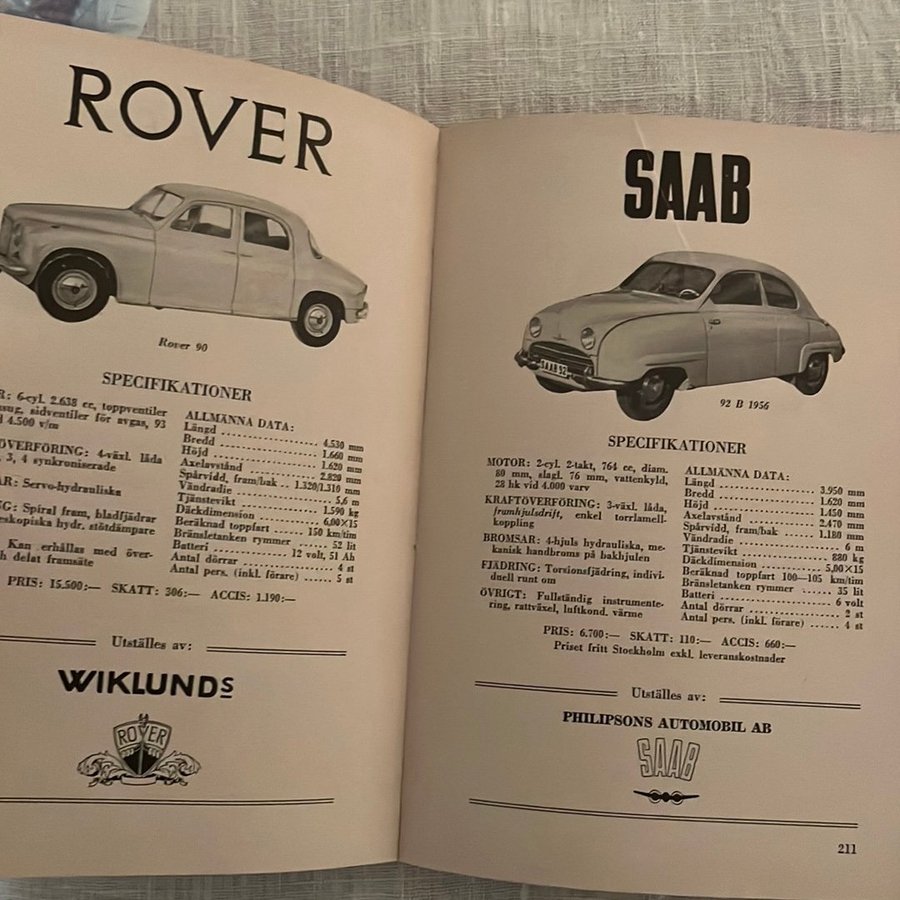 ROVER
Rover 90
SPECIFIKATIONER
6-cyl. 2.638 cc, toppventiler
sidventiler för avgas, 93
4.500 v/m
4-växl. låda
3, 4 synkroniserade
Servo-hydrauliska
Spiral fram, bladfjädrar
hydr. stötdämpare
Kan erhållas med över-
delat framsäte
ALLMÄNNA DATA:
Längd .................. 4.530 mm
Bredd .................. 1.660 mm
Höjd .................. 1.620 mm
Axelavstånd .................. 2.820 mm
Spårvidd, fram/bak .. 1.320/1.310 mm
Vändradie .................. 5,6 m
Tjänstevikt .................. 1.590 kg
Däckdimension .................. 6,00×15
Beräknad toppfart ........ 150 km/tim
Bränsletanken rymmer ........ 52 lit
Batteri .......... 12 volt, 51 Ah
Antal dörrar .................. 4 st
Antal pers. (inkl. förare) ...... 5 st
PRIS: 15.500:— SKATT: 306:— ACCIS: 1.190:—
Utställes av:
WIKLUNDS
ROVER
SAAB
SAAB 92
92 B 1956
SPECIFIKATIONER
MOTOR: 2-cyl. 2-takt, 764 cc, diam.
80 mm, slagl. 76 mm, vattenkyld,
28 hk vid 4.000 varv
KRAFTÖVERFÖRING: 3-växl. låda,
framhjulsdrift, enkel torrlamell-
koppling
BROMSAR: 4-hjuls hydrauliska, me-
kanisk handbroms på bakhjulen
FJÄDRING: Torsionsfjädring, indivi-
duell runt om
ÖVRIGT: Fullständig instrumente-
ring, rattväxel, luftkond. värme
ALLMÄNNA DATA:
Längd .................. 3.950 mm
Bredd .................. 1.620 mm
Höjd .................. 1.450 mm
Axelavstånd .................. 2.470 mm
Spårvidd, fram/bak ........ 1.180 mm
Vändradie .................. 6 m
Tjänstevikt .................. 880 kg
Däckdimension .................. 5,00×15
Beräknad toppfart 100—105 km/tim
Bränsletanken rymmer ...... 35 lit
Batteri .................. 6 volt
Antal dörrar .................. 2 st
Antal pers. (inkl. förare) .... 4 st
PRIS: 6.700:— SKATT: 110:— ACCIS: 660:—
Priset fritt Stockholm exkl. leveranskostnader
Utställes av:
PHILIPSONS AUTOMOBIL AB
SAAB
211